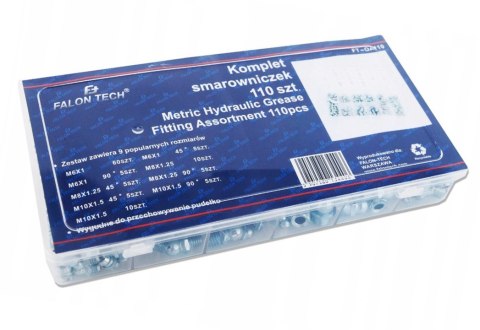 FALON TECH®
FT-GA110
Komplet
smarowniczek
110 szt.
Metric Hydraulic Grease
Fitting Assortment 110pcs
• Zestaw zawiera 9 popularnych rozmiarów
M6X1 60szt. M6X1 45° 5szt.
M6X1 90° 5szt. M8X1.25 10szt.
M8X1.25 45° 5szt. M8X1.25 90° 5szt.
M10X1.5 45° 5szt. M10X1.5 90° 5szt.
M10X1.5 10szt.
• Wygodne do przechowywania pudełko
Wyprodukowano dla:
FALON-TECH
WARSZAWA